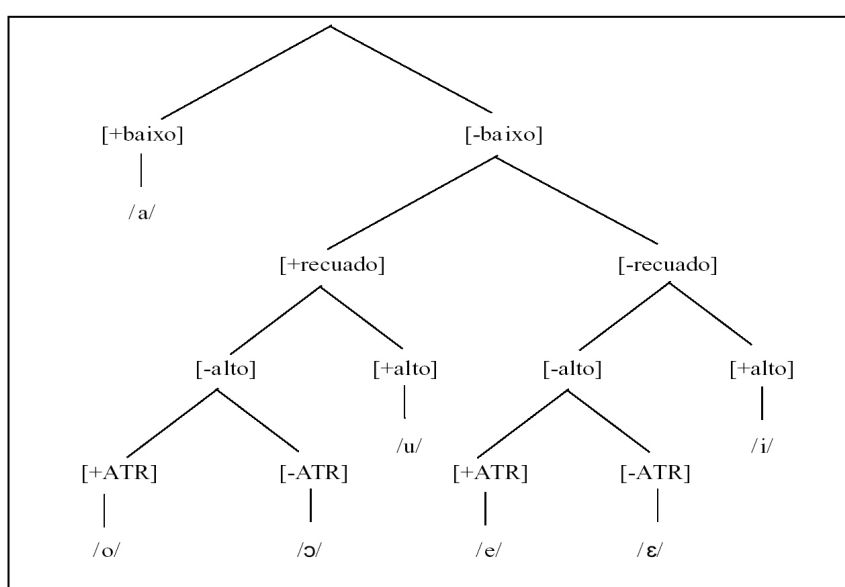 [+baixo] [-baixo]
/a/
[+recuado] [-recuado]
[-alto] [+alto] [-alto] [+alto]
/u/ /i/
[+ATR] [-ATR] [+ATR] [-ATR]
/o/ /ɔ/ /e/ /ɛ/